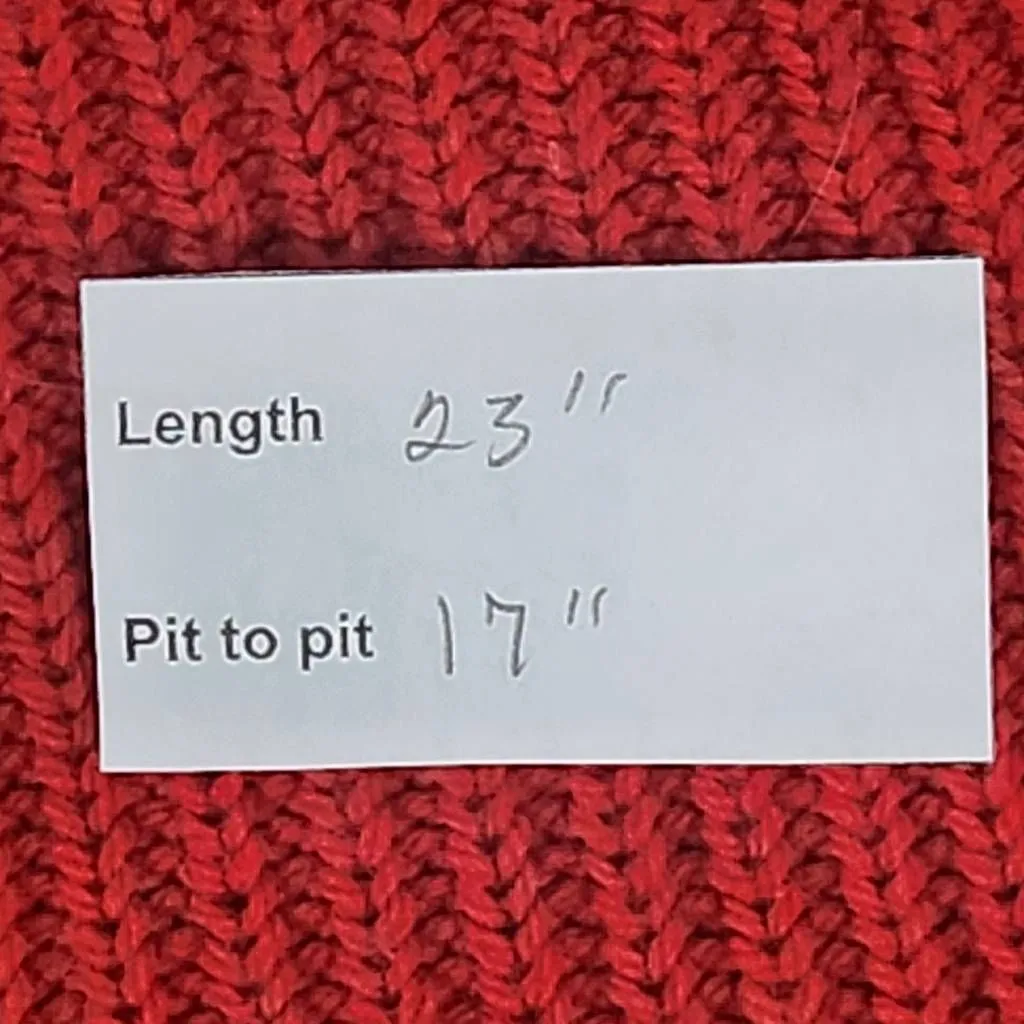 Length 23"
Pit to pit 17"